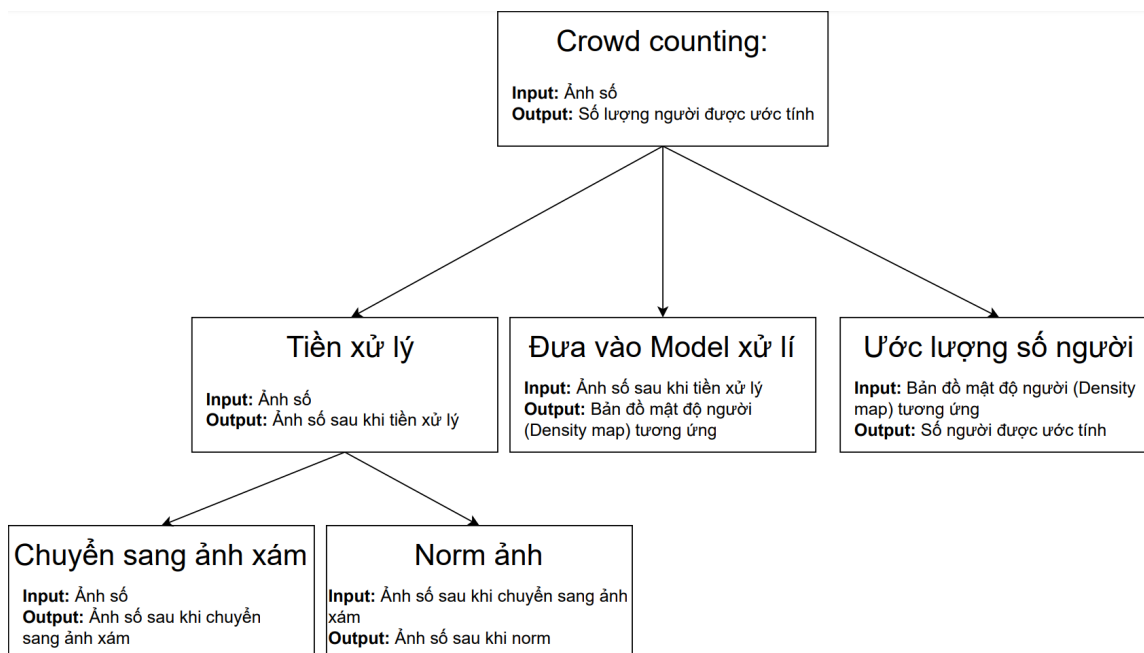 Crowd counting:
Input: Ảnh số
Output: Số lượng người được ước tính
Tiền xử lý
Input: Ảnh số
Output: Ảnh số sau khi tiền xử lý
Đưa vào Model xử lí
Input: Ảnh số sau khi tiền xử lý
Output: Bản đồ mật độ người
(Density map) tương ứng
Ước lượng số người
Input: Bản đồ mật độ người (Density
map) tương ứng
Output: Số người được ước tính
Chuyển sang ảnh xám
Input: Ảnh số
Output: Ảnh số sau khi chuyển
sang ảnh xám
Norm ảnh
Input: Ảnh số sau khi chuyển sang ảnh
xám
Output: Ảnh số sau khi norm